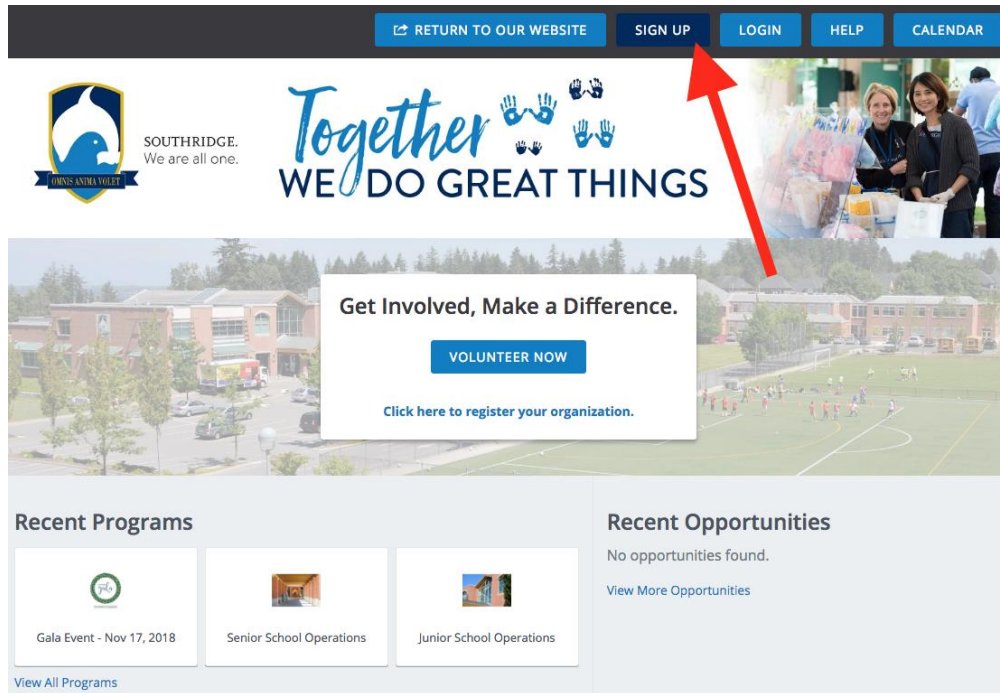 RETURN TO OUR WEBSITE
SIGN UP
LOGIN
HELP
CALENDAR
SOUTHRIDGE.
We are all one.
OMNIS ANIMA VOLET
Together
WE DO GREAT THINGS
Get Involved, Make a Difference.
VOLUNTEER NOW
Click here to register your organization.
Recent Programs
Gala Event - Nov 17, 2018
Senior School Operations
Junior School Operations
View All Programs
Recent Opportunities
No opportunities found.
View More Opportunities